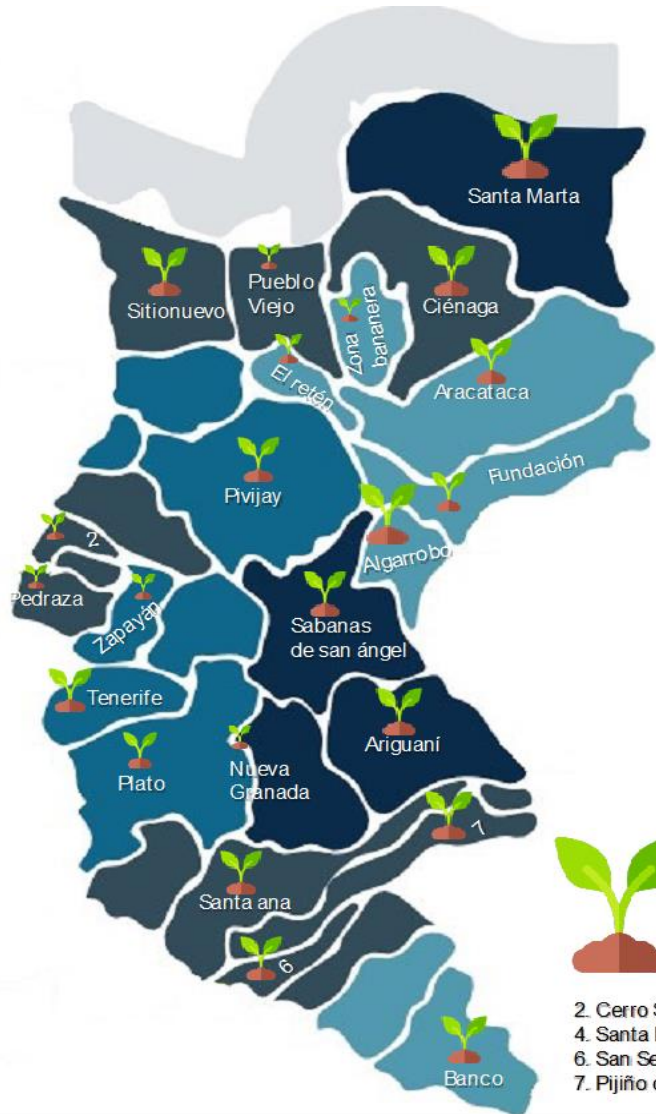 Santa Marta
Sitionuevo
Pueblo
Viejo
Zona
bananera
Ciénaga
El retén
Aracataca
Pivijay
Fundación
Algarrobo
2
Pedraza
Zapayán
Sabanas
de san ángel
Tenerife
Ariguaní
Plato
Nueva
Granada
7
Santa ana
6
2. Cerro S
4. Santa
6. San Se
7. Pijiño
Banco